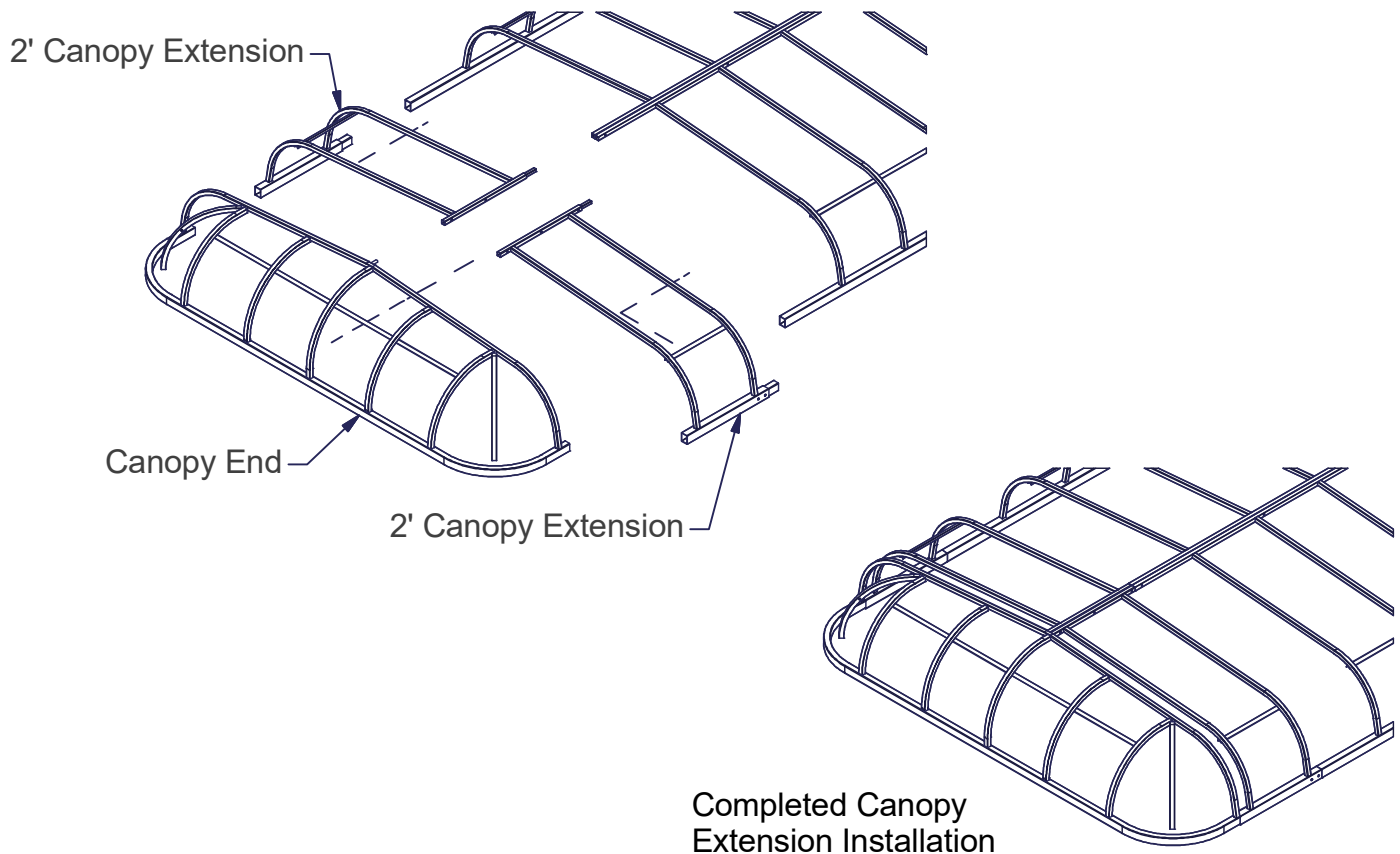 2' Canopy Extension
Canopy End
2' Canopy Extension
Completed Canopy
Extension Installation